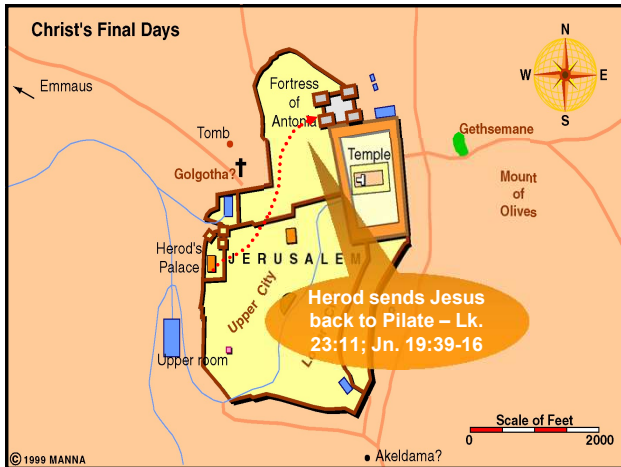 Christ's Final Days
N
W
E
S
Emmaus
Fortress
of
Antonia
Tomb
Golgotha?
Temple
Gethsemane
Mount
of
Olives
Herod's
Palace
JERUSALEM
Upper City
Herod sends Jesus
back to Pilate – Lk.
23:11; Jn. 19:39-16
Upper room
Scale of Feet
0
2000
Akeldama?
© 1999 MANNA